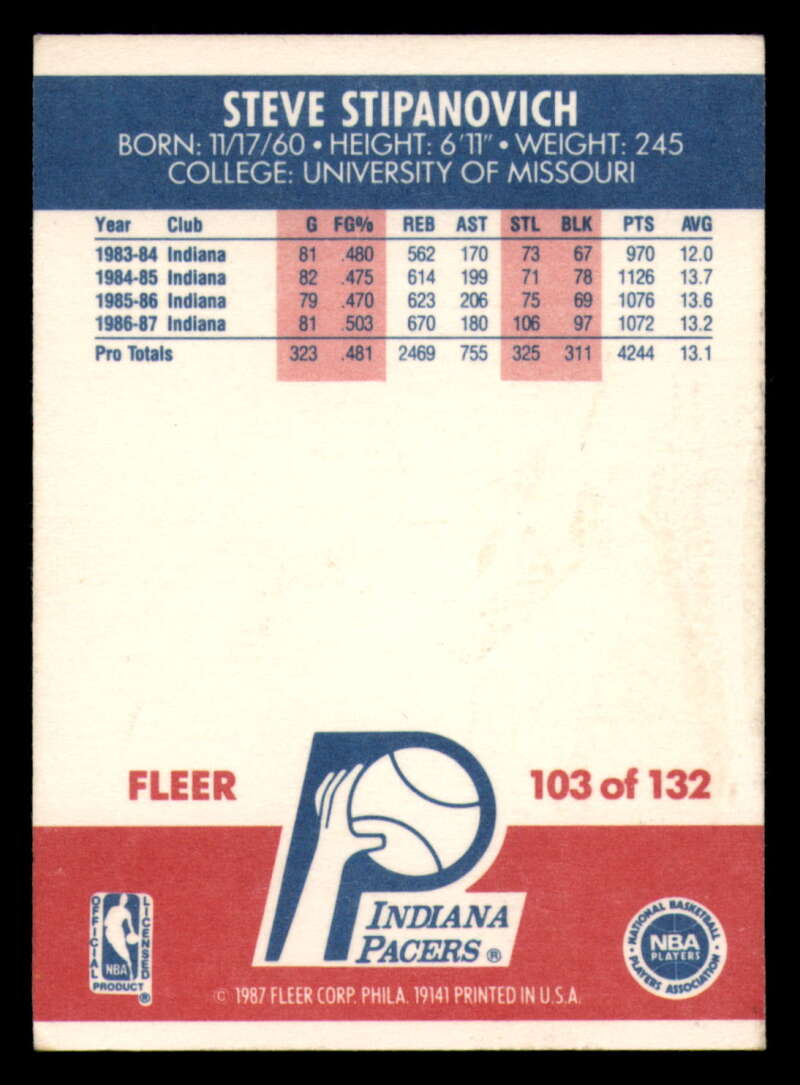 STEVE STIPANOVICH
BORN: 11/17/60 • HEIGHT: 6'11" • WEIGHT: 245
COLLEGE: UNIVERSITY OF MISSOURI
Year Club G FG% REB AST STL BLK PTS AVG
1983-84 Indiana 81 .480 562 170 73 67 970 12.0
1984-85 Indiana 82 .475 614 199 71 78 1126 13.7
1985-86 Indiana 79 .470 623 206 75 69 1076 13.6
1986-87 Indiana 81 .503 670 180 106 97 1072 13.2
Pro Totals 323 .481 2469 755 325 311 4244 13.1
FLEER
103 of 132
INDIANA
PACERS ®
OFFICIAL LICENSED
NBA
PRODUCT ®
• NATIONAL BASKETBALL •
NBA
PLAYERS
PLAYERS ASSOCIATION
© 1987 FLEER CORP. PHILA. 19141 PRINTED IN U.S.A.